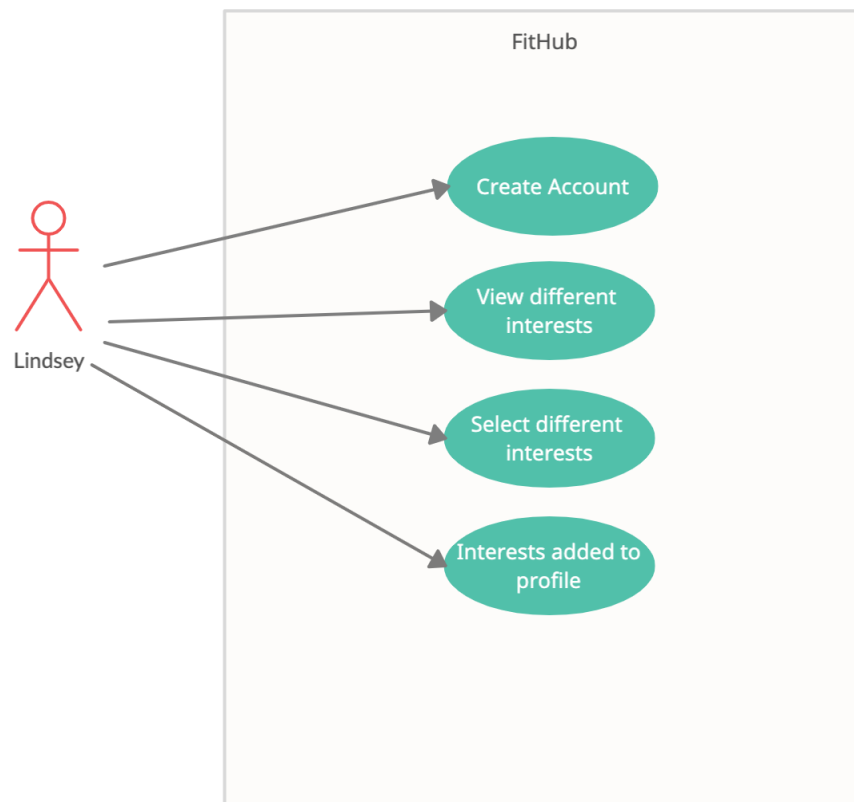 FitHub
Create Account
View different
interests
Lindsey
Select different
interests
Interests added to
profile